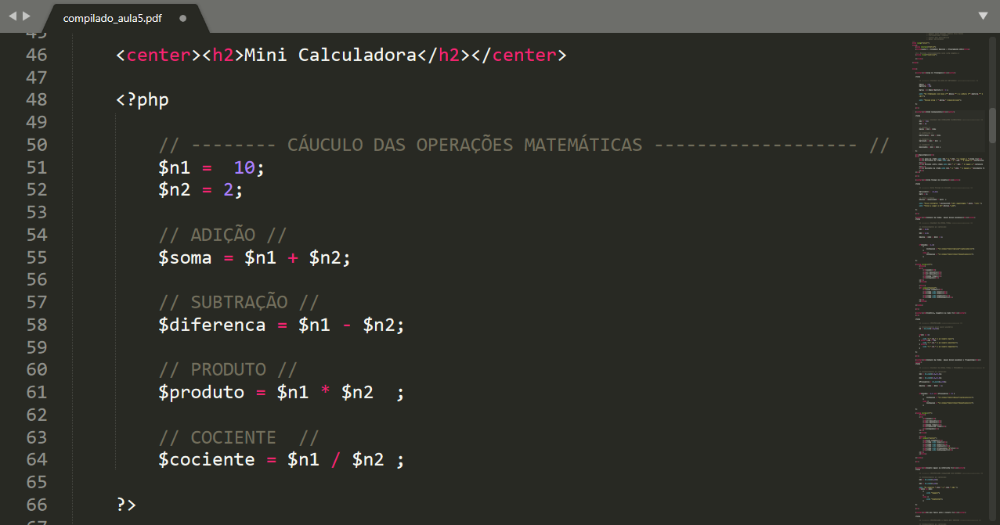 compilado_aula5.pdf
45
46 <center><h2>Mini Calculadora</h2></center>
47
48 <?php
49
50 // -------- CÁUCULO DAS OPERAÇÕES MATEMÁTICAS ------------------- //
51 $n1 =  10;
52 $n2 = 2;
53
54 // ADIÇÃO //
55 $soma = $n1 + $n2;
56
57 // SUBTRAÇÃO //
58 $diferenca = $n1 - $n2;
59
60 // PRODUTO //
61 $produto = $n1 * $n2  ;
62
63 // COCIENTE  //
64 $cociente = $n1 / $n2 ;
65
66 ?>
67